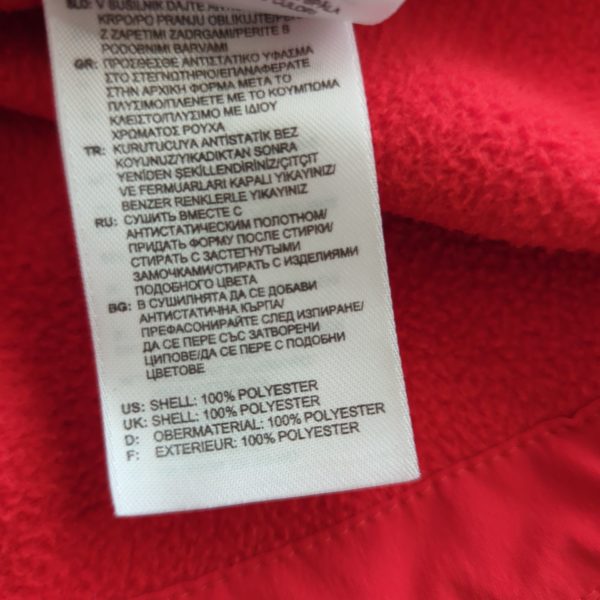 SLO: V SUŠILNIK DAJTE ANTISTATIČNO
KRPO/PO PRANJU OBLIKUJTE/PERITE
Z ZAPETIMI ZADRGAMI/PERITE S
PODOBNIMI BARVAMI
GR: ΠΡΟΣΘΕΣΘΕ ΑΝΤΙΣΤΑΤΙΚΟ ΥΦΑΣΜΑ
ΣΤΟ ΣΤΕΓΝΩΤΗΡΙΟ/ΕΠΑΝΑΦΕΡΑΤΕ
ΣΤΗΝ ΑΡΧΙΚΗ ΦΟΡΜΑ ΜΕΤΑ ΤΟ
ΠΛΥΣΙΜΟ/ΠΛΕΝΕΤΕ ΜΕ ΤΟ ΚΟΥΜΠΩΜΑ
ΚΛΕΙΣΤΟ/ΠΛΥΣΙΜΟ ΜΕ ΙΔΙΟΥ
ΧΡΩΜΑΤΟΣ ΡΟΥΧΑ
TR: KURUTUCUYA ANTISTATİK BEZ
KOYUNUZ/YIKADIKTAN SONRA
YENİDEN ŞEKİLLENDİRİNİZ/ÇITÇIT
VE FERMUARLARI KAPALI YIKAYINIZ/
BENZER RENKLERLE YIKAYINIZ
RU: СУШИТЬ ВМЕСТЕ С
АНТИСТАТИЧЕСКИМ ПОЛОТНОМ/
ПРИДАТЬ ФОРМУ ПОСЛЕ СТИРКИ/
СТИРАТЬ С ЗАСТЕГНУТЫМИ
ЗАМОЧКАМИ/СТИРАТЬ С ИЗДЕЛИЯМИ
ПОДОБНОГО ЦВЕТА
BG: В СУШИЛНЯТА ДА СЕ ДОБАВИ
АНТИСТАТИЧНА КЪРПА/
ПРЕФАСОНИРАЙТЕ СЛЕД ИЗПИРАНЕ/
ДА СЕ ПЕРЕ СЪС ЗАТВОРЕНИ
ЦИПОВЕ/ДА СЕ ПЕРЕ С ПОДОБНИ
ЦВЕТОВЕ
US: SHELL: 100% POLYESTER
UK: SHELL: 100% POLYESTER
D: OBERMATERIAL: 100% POLYESTER
F: EXTERIEUR: 100% POLYESTER